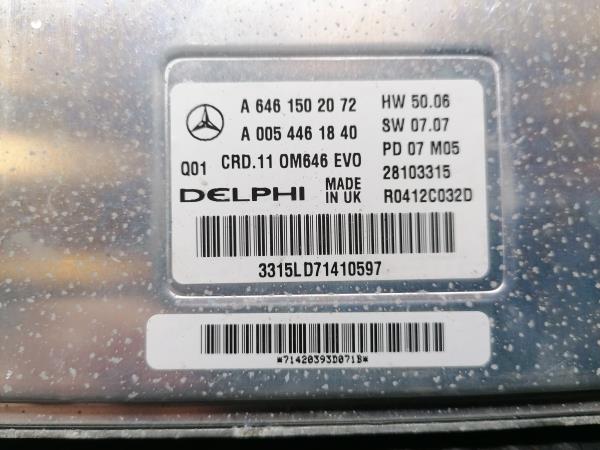 A 646 150 20 72 HW 50.06
A 005 446 18 40 SW 07.07
Q01 CRD.11 OM646 EVO PD 07 M05
28103315
DELPHI MADE IN UK R0412C032D
3315LD71410597
*71420393D071B*